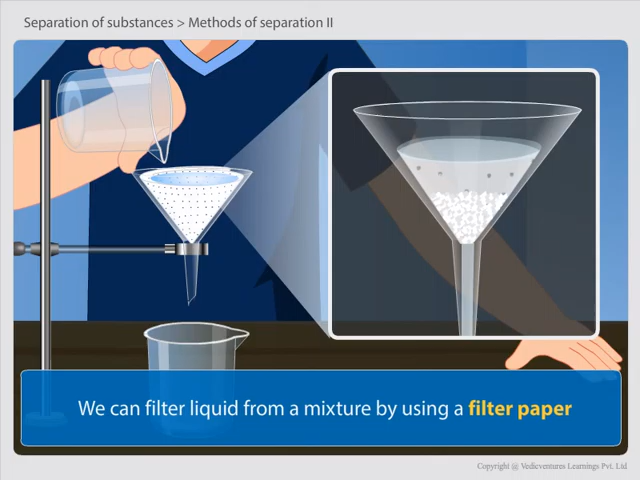 Separation of substances > Methods of separation II
We can filter liquid from a mixture by using a filter paper
Copyright @ Vedicventures Learnings Pvt. Ltd